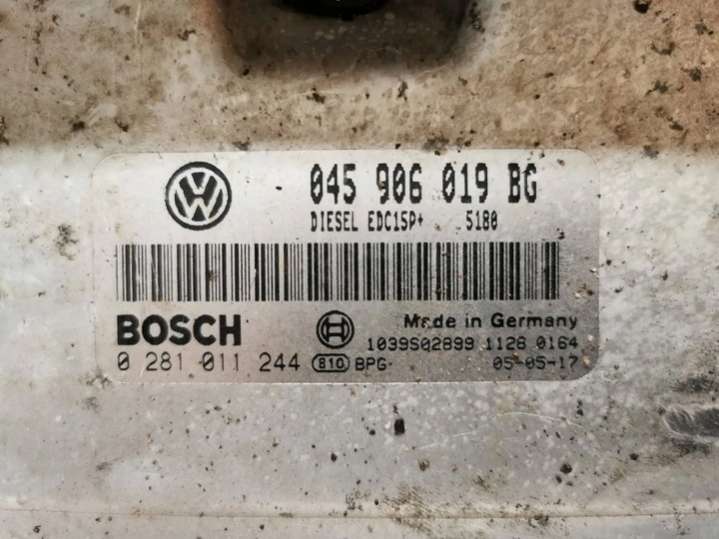 045 906 019 BG
DIESEL EDC15P+ 5180
BOSCH
Made in Germany
1039S02899 1126 0164
0 281 011 244 810 BPG 05-05-17